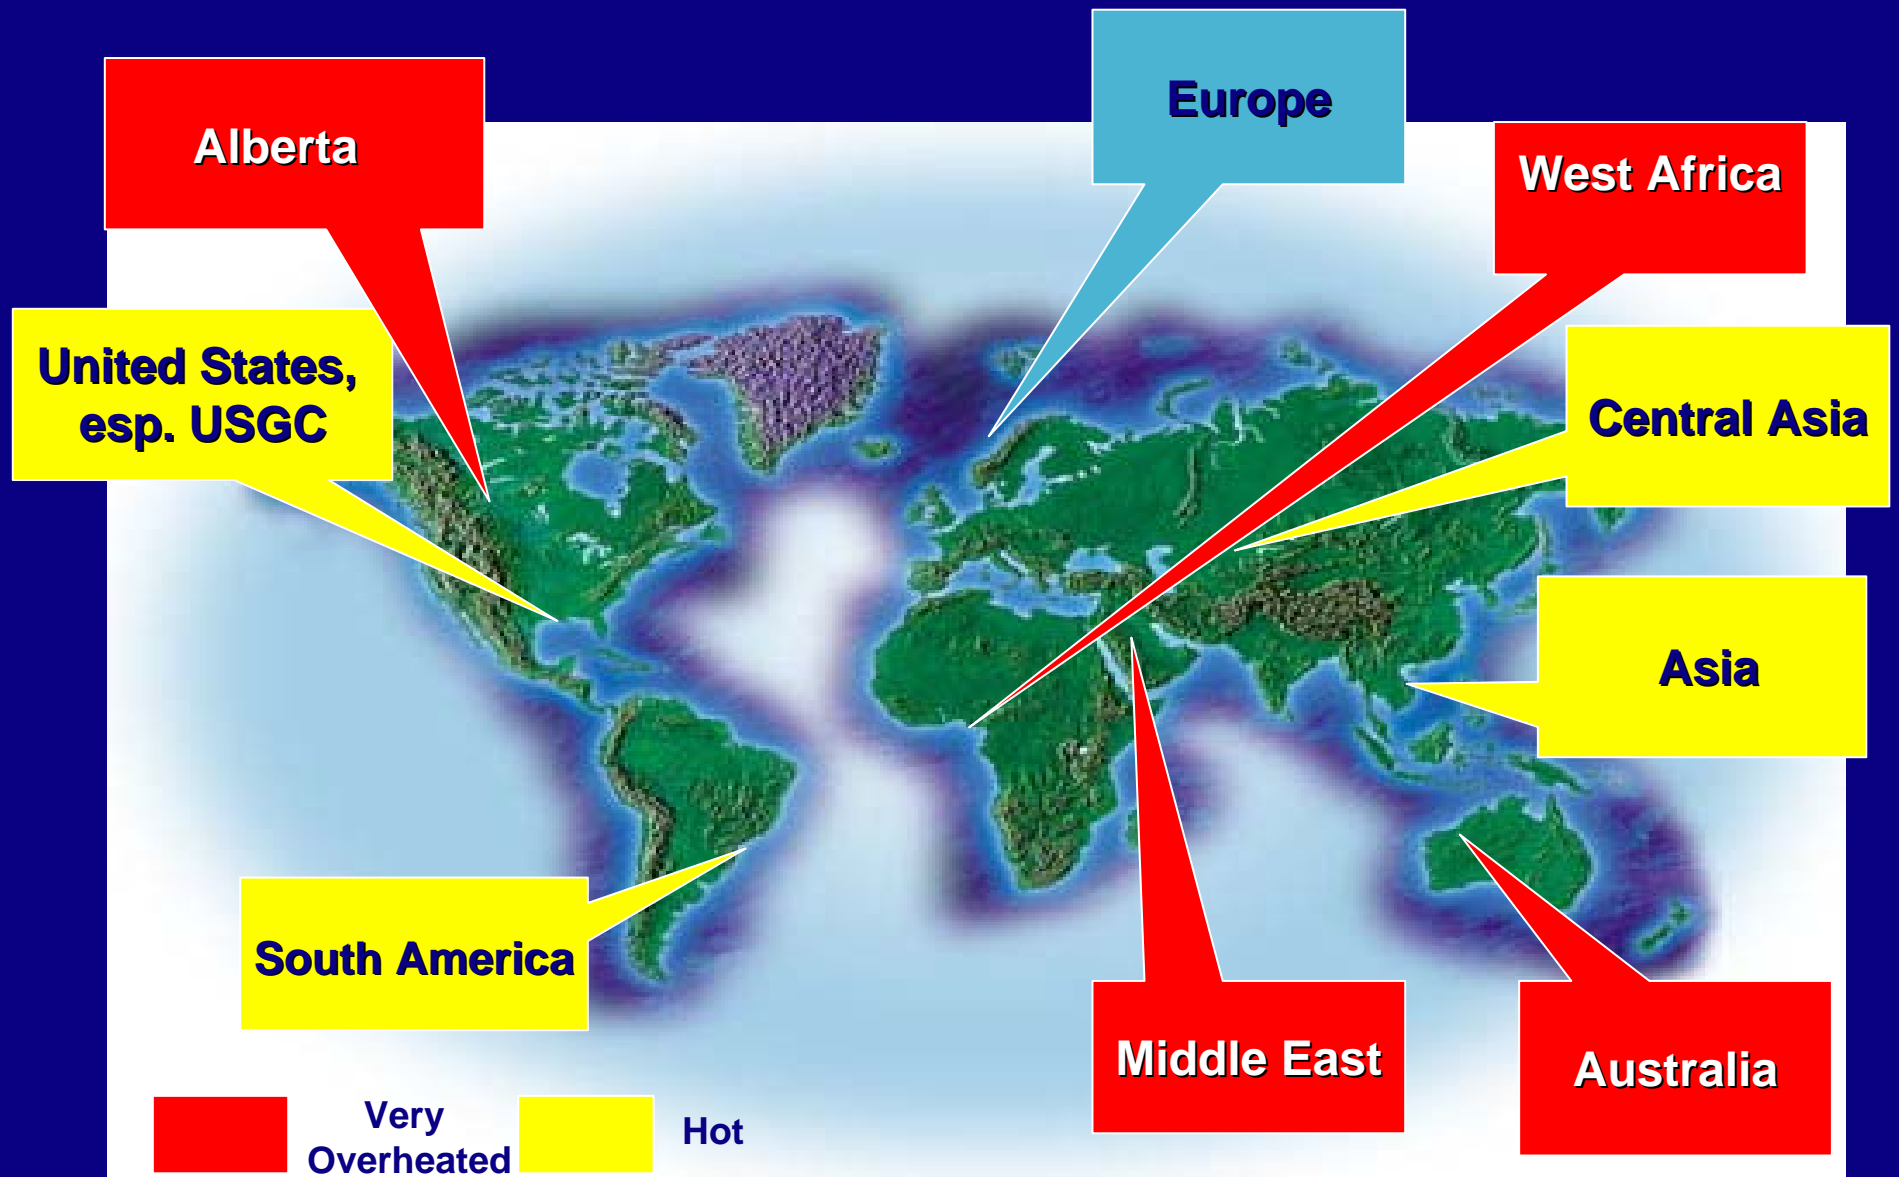 Alberta
Europe
West Africa
United States,
esp. USGC
Central Asia
Asia
South America
Middle East
Australia
Very
Overheated
Hot